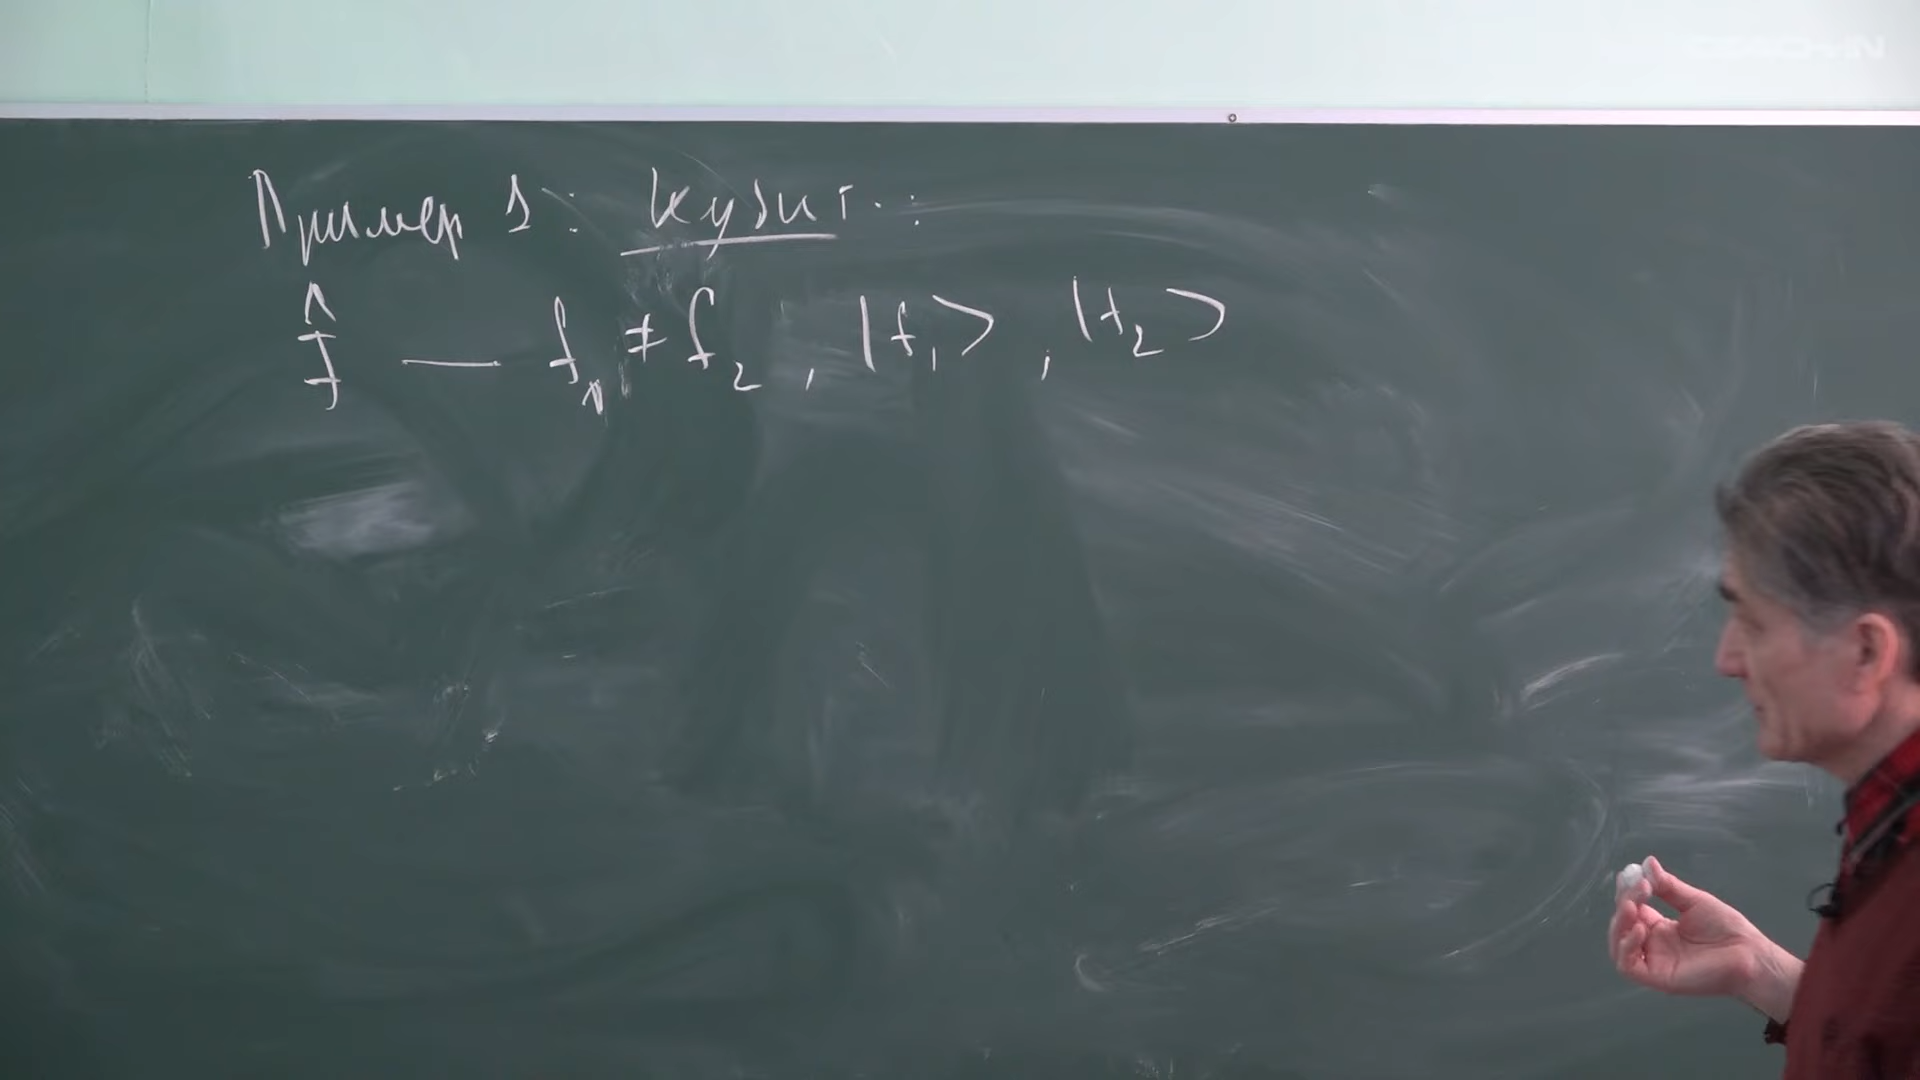 Пример 1: кубит:
f̂ — f₁ ≠ f₂, |f₁>, |f₂>